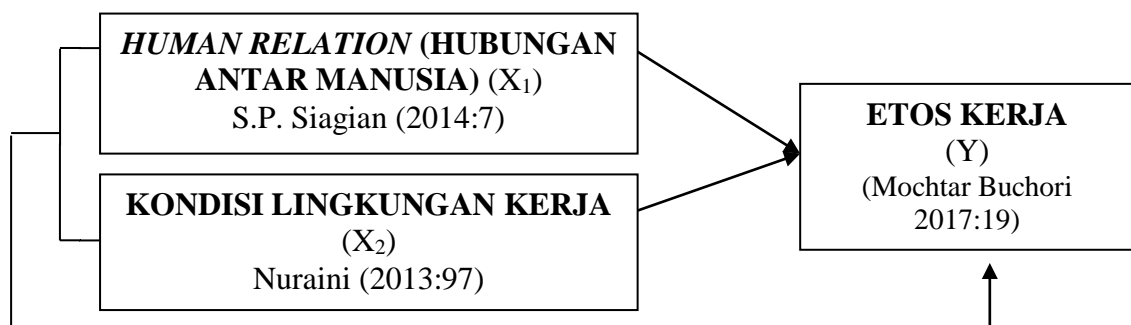 HUMAN RELATION (HUBUNGAN
ANTAR MANUSIA) (X₁)
S.P. Siagian (2014:7)
KONDISI LINGKUNGAN KERJA
(X₂)
Nuraini (2013:97)
ETOS KERJA
(Y)
(Mochtar Buchori
2017:19)